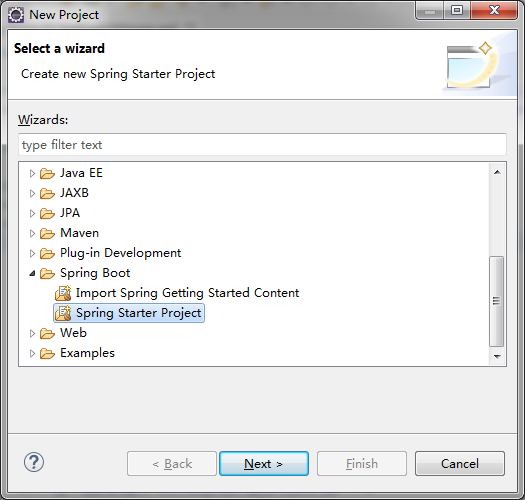 New Project
Select a wizard
Create new Spring Starter Project
Wizards:
type filter text
Java EE
JAXB
JPA
Maven
Plug-in Development
Spring Boot
Import Spring Getting Started Content
Spring Starter Project
Web
Examples
?
< Back
Next >
Finish
Cancel